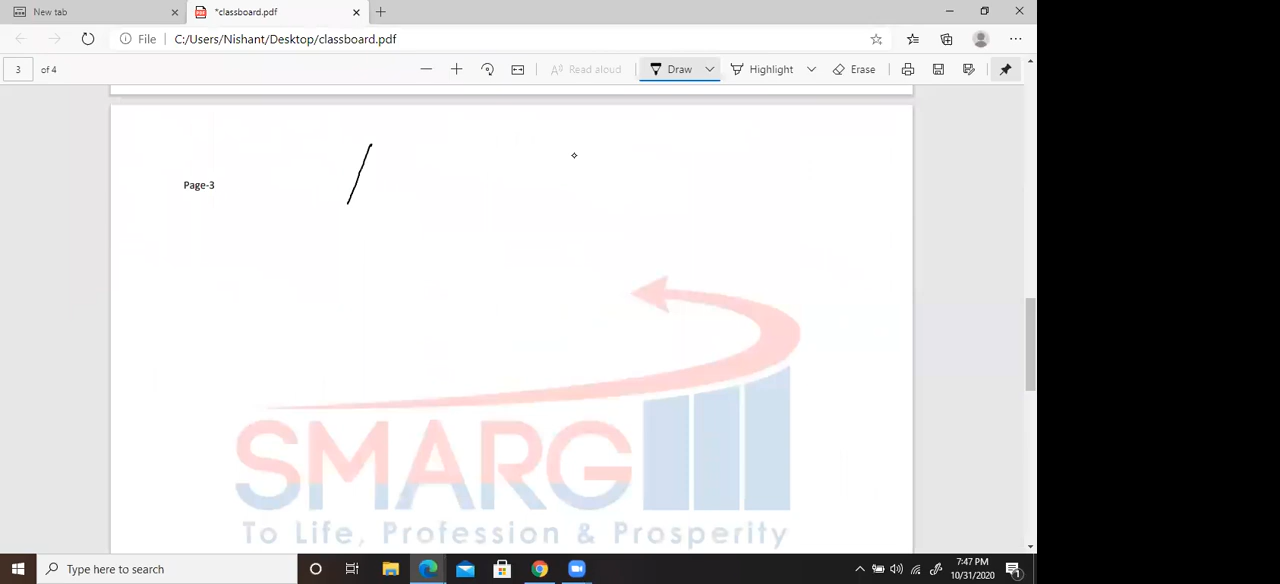 New tab
*classboard.pdf
File
C:/Users/Nishant/Desktop/classboard.pdf
3 of 4
Read aloud
Draw
Highlight
Erase
Page-3
SMARG
To Life, Profession & Prosperity
Type here to search
7:47 PM
10/31/2020
1